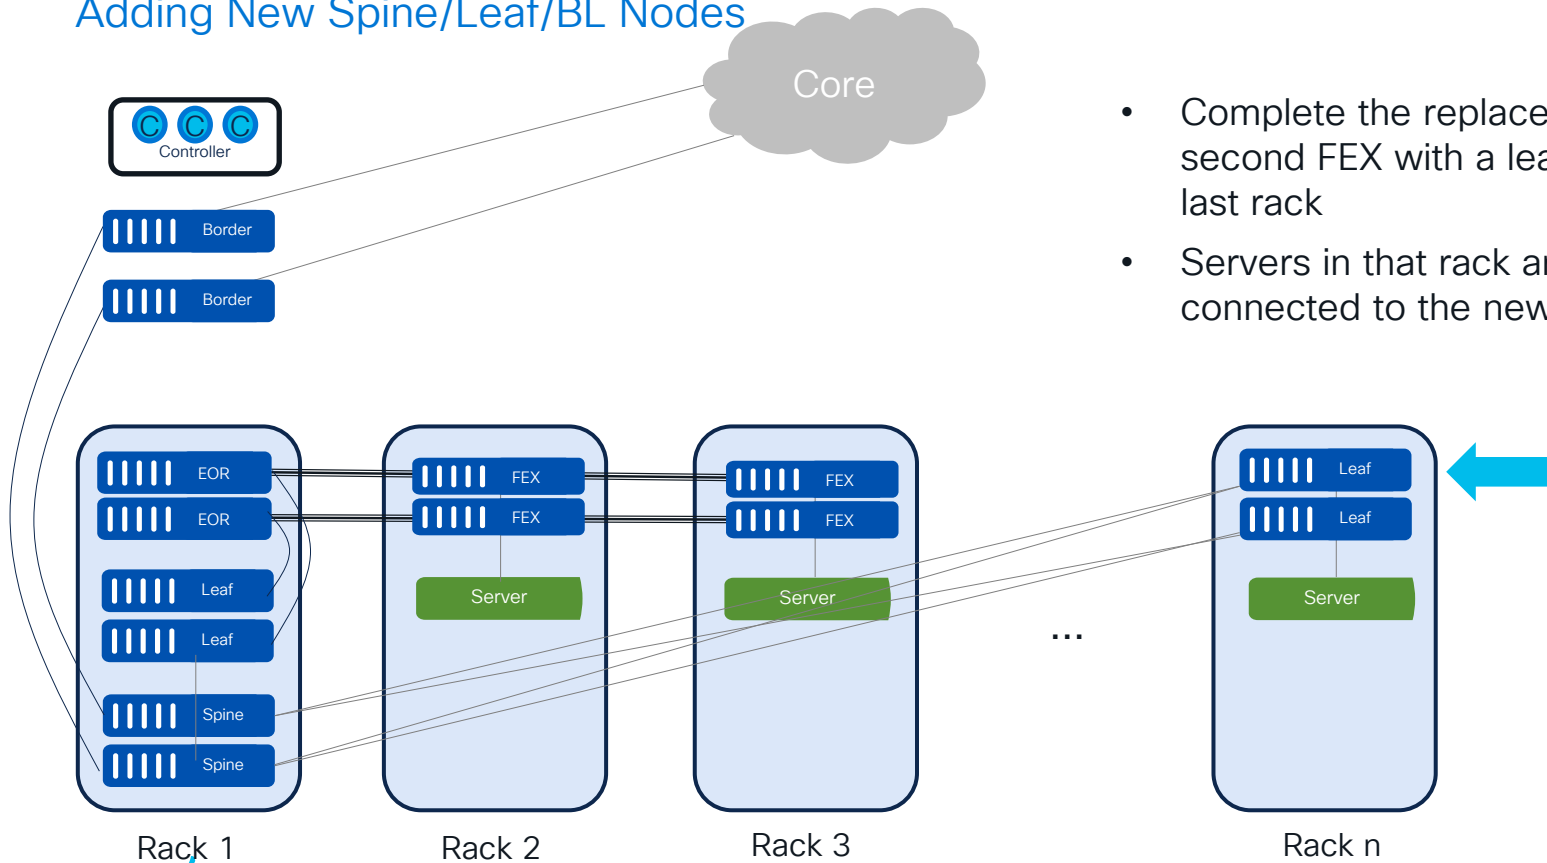 Adding New Spine/Leaf/BL Nodes
Core
C C C
Controller
Border
Border
• Complete the replace
second FEX with a lea
last rack
• Servers in that rack
connected to the new
EOR
EOR
Leaf
Leaf
Spine
Spine
Rack 1
FEX
FEX
Server
Rack 2
FEX
FEX
Server
Rack 3
...
Leaf
Leaf
Server
Rack n